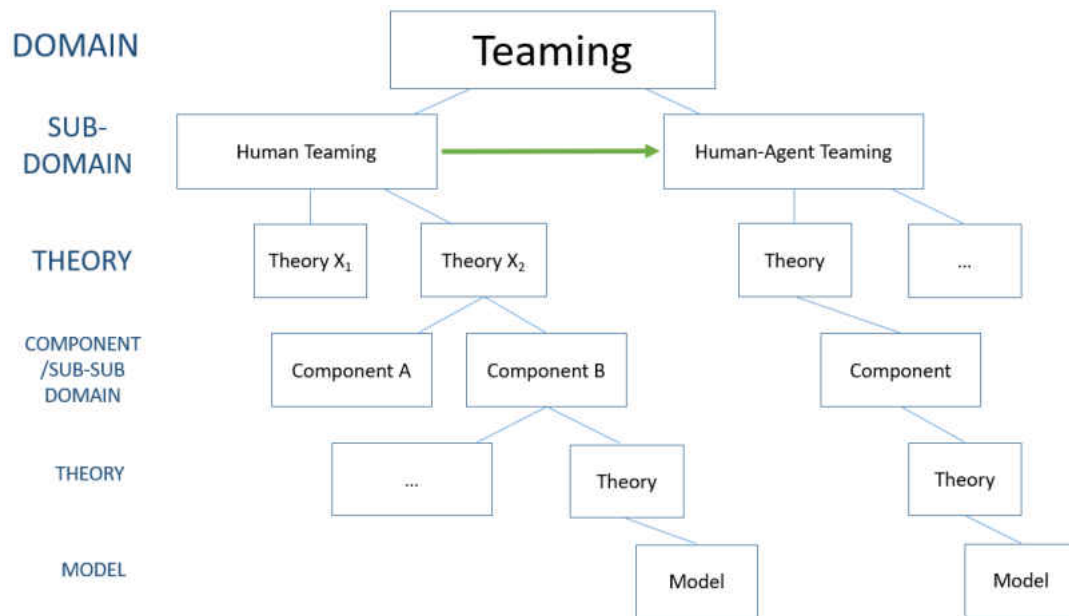 DOMAIN
Teaming
SUB-
DOMAIN
Human Teaming
Human-Agent Teaming
THEORY
Theory X₁
Theory X₂
Theory
...
COMPONENT
/SUB-SUB
DOMAIN
Component A
Component B
Component
THEORY
...
Theory
Theory
MODEL
Model
Model